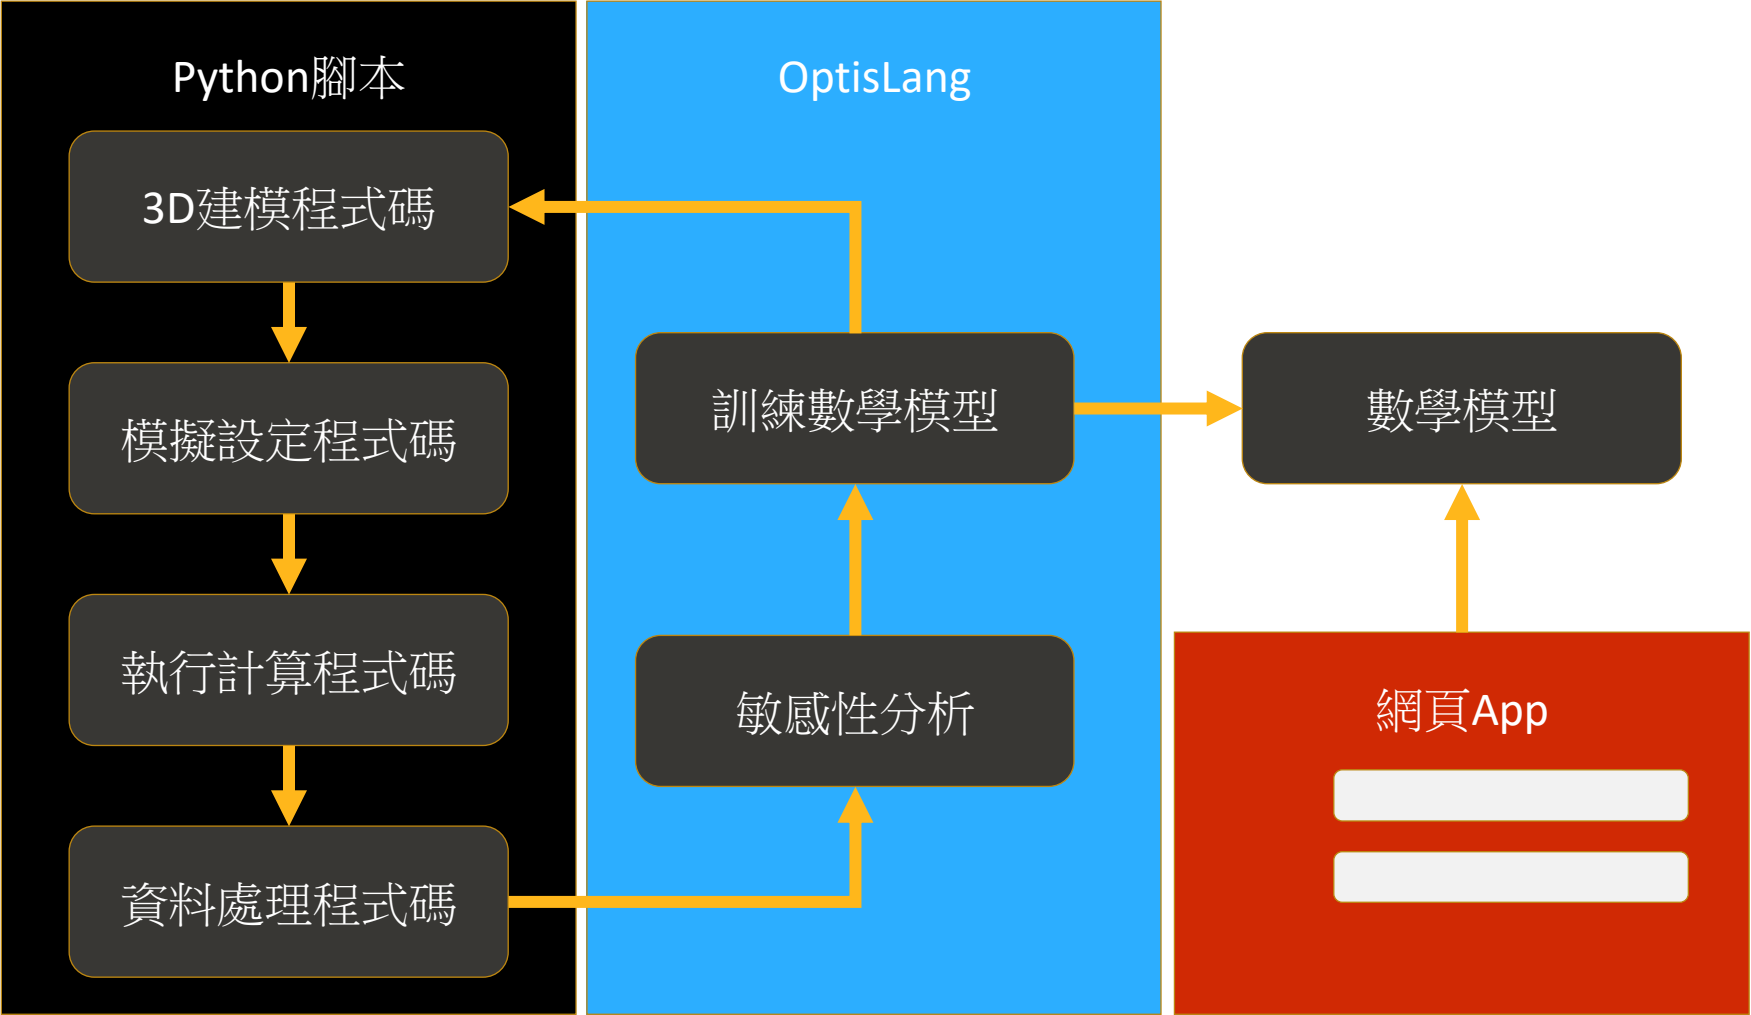 Python腳本
3D建模程式碼
模擬設定程式碼
執行計算程式碼
資料處理程式碼
OptisLang
訓練數學模型
敏感性分析
數學模型
網頁App